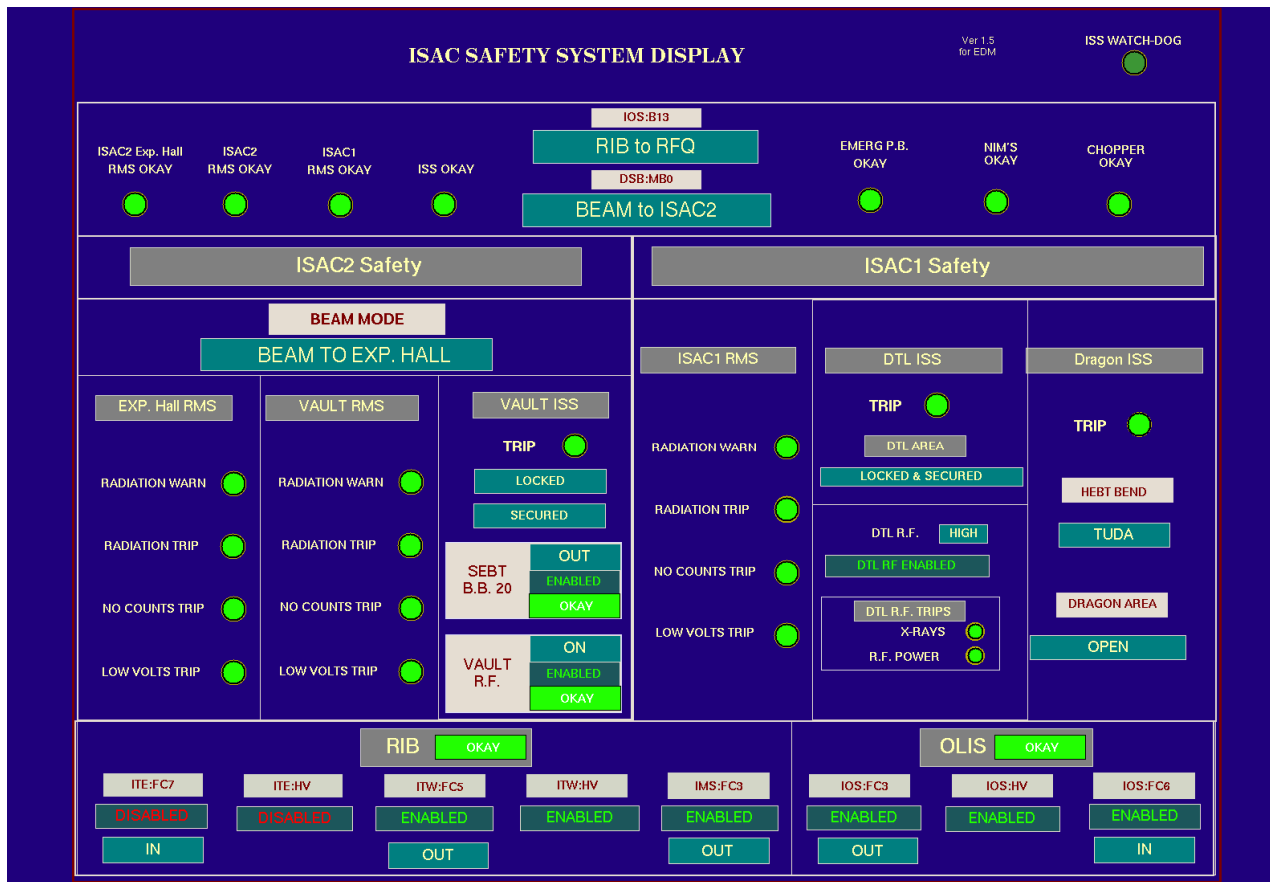 ISAC SAFETY SYSTEM DISPLAY
Ver 1.5
for EDM
ISS WATCH-DOG
ISAC2 Exp. Hall
RMS OKAY
ISAC2
RMS OKAY
ISAC1
RMS OKAY
ISS OKAY
IOS:B13
RIB to RFQ
DSB:MB0
BEAM to ISAC2
EMERG P.B.
OKAY
NIM'S
OKAY
CHOPPER
OKAY
ISAC2 Safety
ISAC1 Safety
BEAM MODE
BEAM TO EXP. HALL
EXP. Hall RMS
RADIATION WARN
RADIATION TRIP
NO COUNTS TRIP
LOW VOLTS TRIP
VAULT RMS
RADIATION WARN
RADIATION TRIP
NO COUNTS TRIP
LOW VOLTS TRIP
VAULT ISS
TRIP
LOCKED
SECURED
SEBT
B.B. 20
OUT
ENABLED
OKAY
VAULT
R.F.
ON
ENABLED
OKAY
ISAC1 RMS
RADIATION WARN
RADIATION TRIP
NO COUNTS TRIP
LOW VOLTS TRIP
DTL ISS
TRIP
DTL AREA
LOCKED & SECURED
DTL R.F.
HIGH
DTL RF ENABLED
DTL R.F. TRIPS
X-RAYS
R.F. POWER
Dragon ISS
TRIP
HEBT BEND
TUDA
DRAGON AREA
OPEN
RIB
OKAY
ITE:FC7
DISABLED
IN
ITE:HV
DISABLED
ITW:FC5
ENABLED
OUT
ITW:HV
ENABLED
IMS:FC3
ENABLED
OUT
OLIS
OKAY
IOS:FC3
ENABLED
OUT
IOS:HV
ENABLED
IOS:FC6
ENABLED
IN